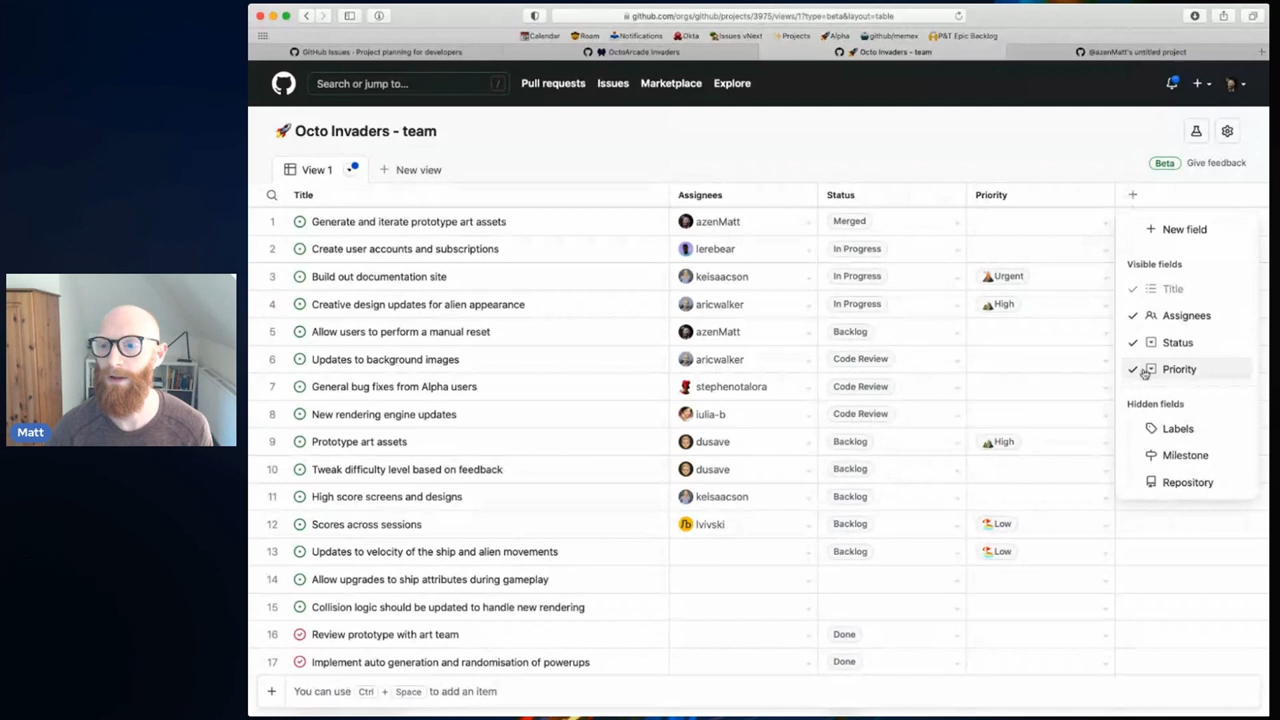 github.com/orgs/github/projects/3975/views/1?type=beta&layout=table
Calendar Roam Notifications Okta Issues vNext Projects Alpha github/memex P&T Epic Backlog
GitHub Issues · Project planning for developers OctoArcade Invaders 🚀 Octo Invaders - team @azenMatt's untitled project
Search or jump to... / Pull requests Issues Marketplace Explore
🚀 Octo Invaders - team
View 1 New view Beta Give feedback
Title Assignees Status Priority
1 Generate and iterate prototype art assets azenMatt Merged
2 Create user accounts and subscriptions lerebear In Progress
3 Build out documentation site keisaacson In Progress 🌋Urgent
4 Creative design updates for alien appearance aricwalker In Progress ⛰️High
5 Allow users to perform a manual reset azenMatt Backlog
6 Updates to background images aricwalker Code Review
7 General bug fixes from Alpha users stephenotalora Code Review
8 New rendering engine updates iulia-b Code Review
9 Prototype art assets dusave Backlog ⛰️High
10 Tweak difficulty level based on feedback dusave Backlog
11 High score screens and designs keisaacson Backlog
12 Scores across sessions lvivski Backlog 🏖️Low
13 Updates to velocity of the ship and alien movements Backlog 🏖️Low
14 Allow upgrades to ship attributes during gameplay
15 Collision logic should be updated to handle new rendering
16 Review prototype with art team Done
17 Implement auto generation and randomisation of powerups Done
You can use Ctrl + Space to add an item
New field
Visible fields
Title
Assignees
Status
Priority
Hidden fields
Labels
Milestone
Repository
Matt